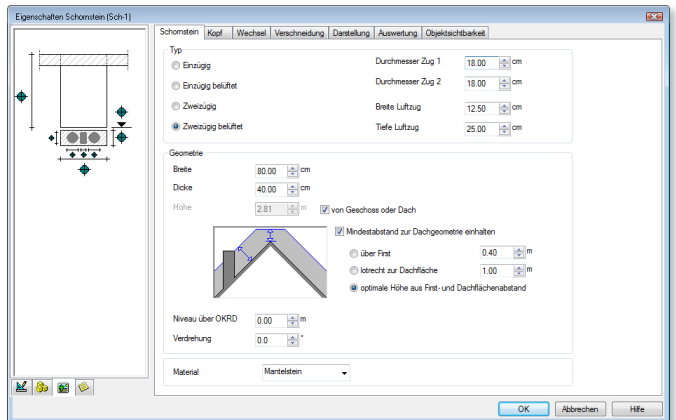 Eigenschaften Schornstein (Sch-1)
Schornstein Kopf Wechsel Verschneidung Darstellung Auswertung Objektsichtbarkeit
Typ
Einzügig
Durchmesser Zug 1 18.00 cm
Einzügig belüftet
Durchmesser Zug 2 18.00 cm
Zweizügig
Breite Luftzug 12.50 cm
Zweizügig belüftet
Tiefe Luftzug 25.00 cm
Geometrie
Breite 80.00 cm
Dicke 40.00 cm
Höhe 2.81 m von Geschoss oder Dach
Mindestabstand zur Dachgeometrie einhalten
über First 0.40 m
lotrecht zur Dachfläche 1.00 m
optimale Höhe aus First- und Dachflächenabstand
Niveau über OKRD 0.00 m
Verdrehung 0.0 °
Material Mantelstein
OK Abbrechen Hilfe